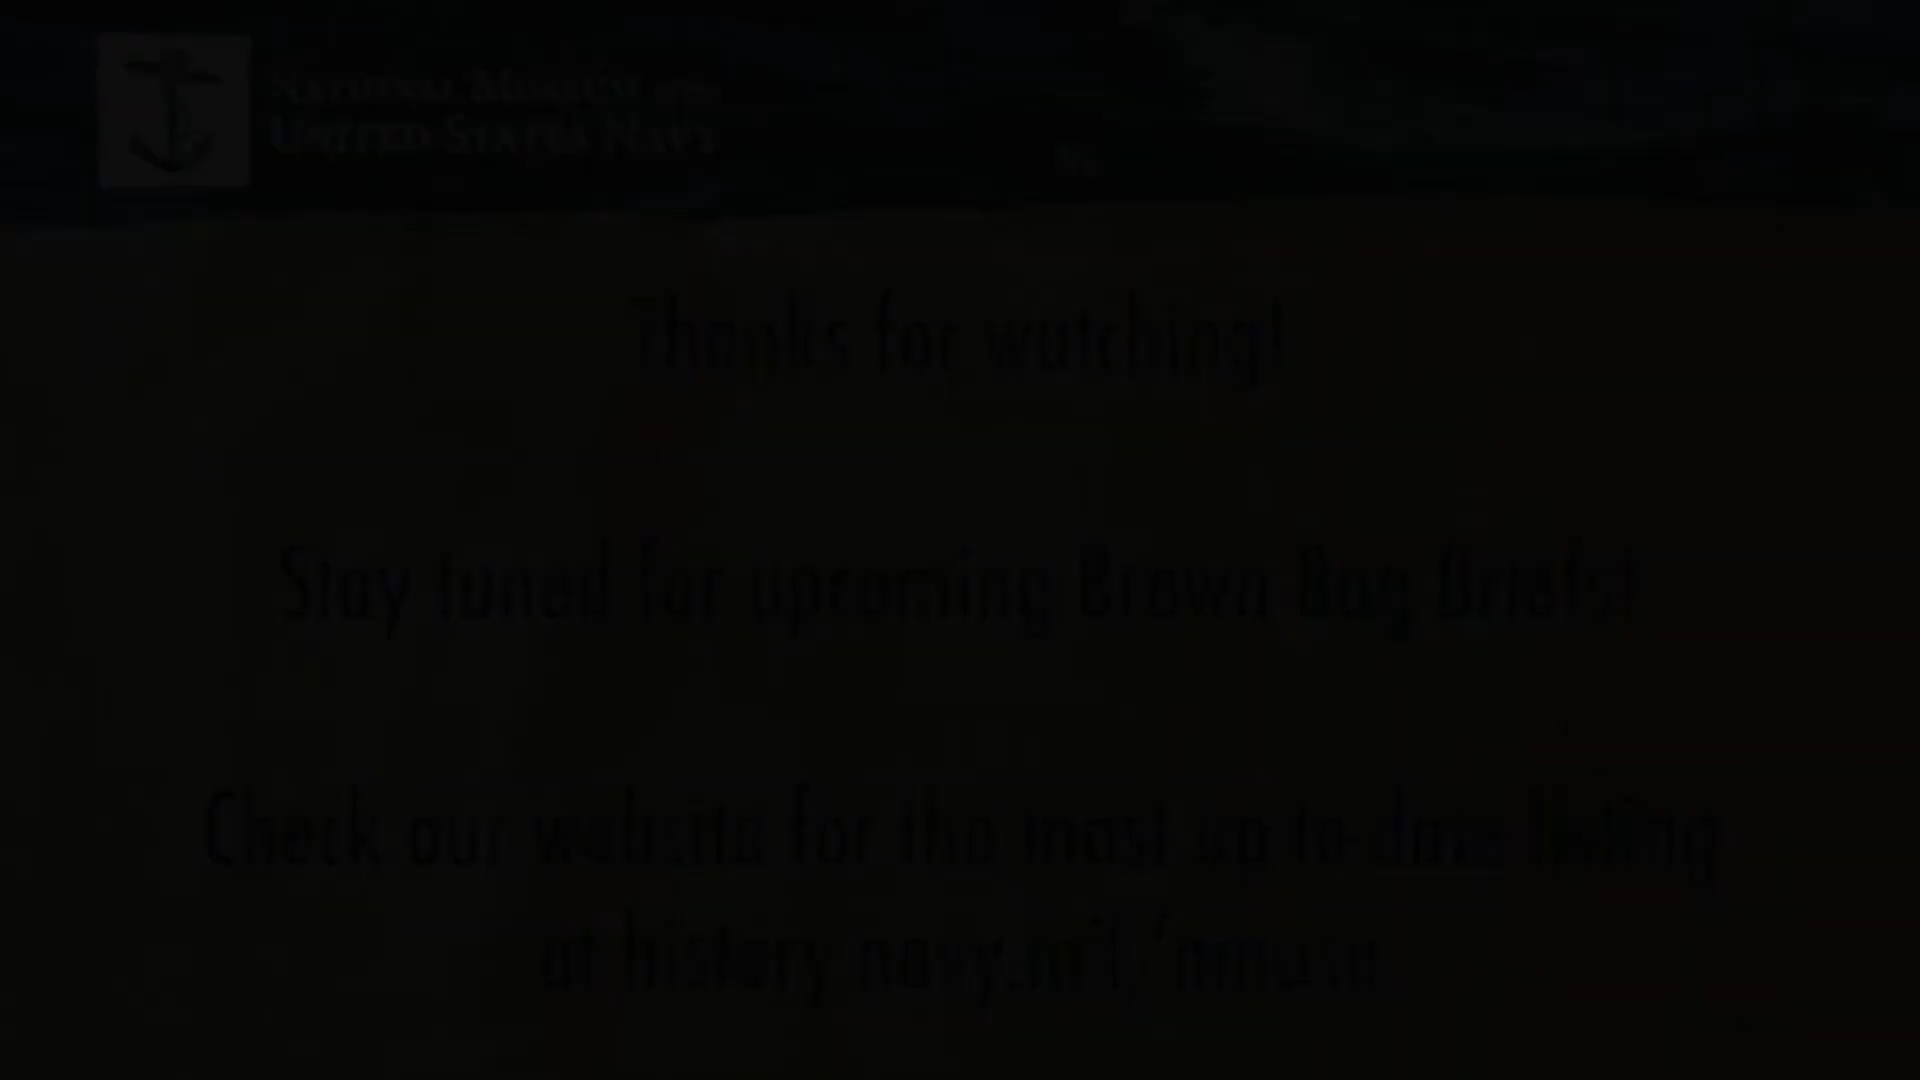 National Museum of the
United States Navy
Thanks for watching!
Stay tuned for upcoming Brown Bag Briefs!
Check our website for the most up to date listing
at history.navy.mil/nmusn